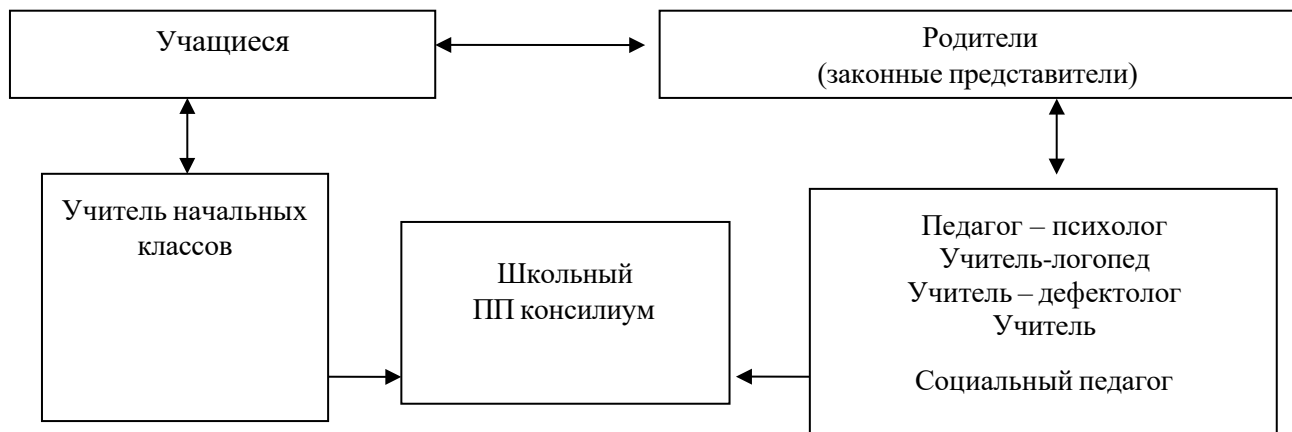 Учащиеся
Родители
(законные представители)
Учитель начальных
классов
Школьный
ПП консилиум
Педагог – психолог
Учитель-логопед
Учитель – дефектолог
Учитель
Социальный педагог